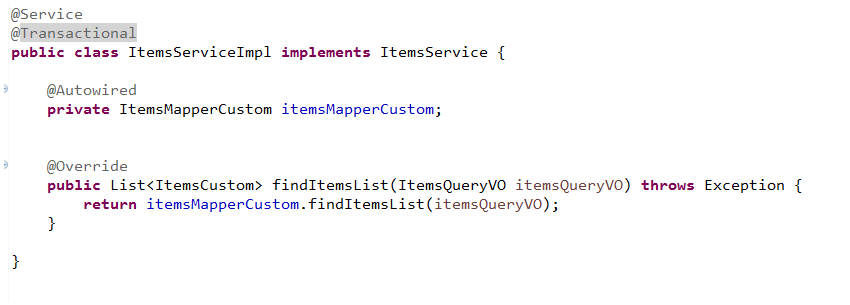 @Service
@Transactional
public class ItemsServiceImpl implements ItemsService {
@Autowired
private ItemsMapperCustom itemsMapperCustom;
@Override
public List<ItemsCustom> findItemsList(ItemsQueryVO itemsQueryVO) throws Exception {
return itemsMapperCustom.findItemsList(itemsQueryVO);
}
}